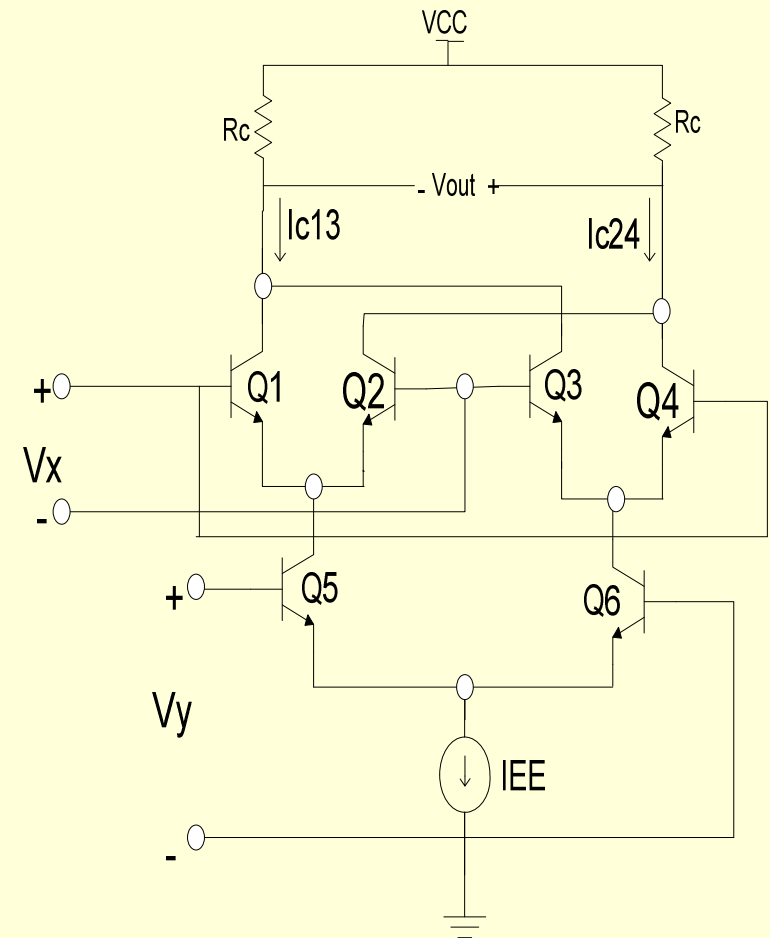 VCC
Rc
Rc
- Vout +
Ic13
Ic24
+
Q1
Q2
Q3
Q4
Vx
-
+
Q5
Q6
Vy
IEE
-